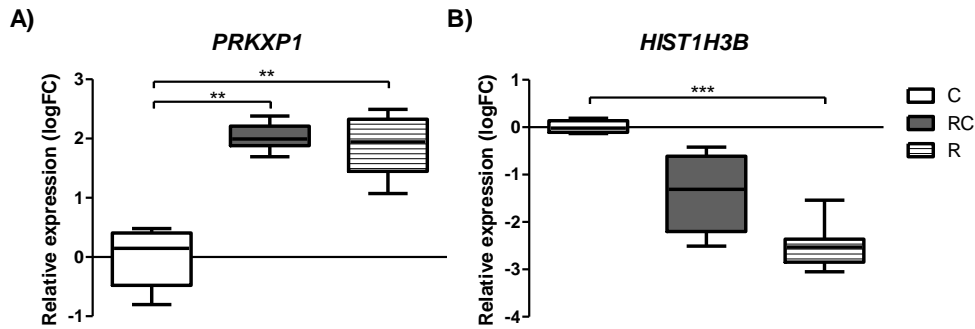 A)
PRKXP1
Relative expression (logFC)
3
2
1
0
-1
**
**
B)
HIST1H3B
Relative expression (logFC)
1
0
-1
-2
-3
-4
***
C
RC
R